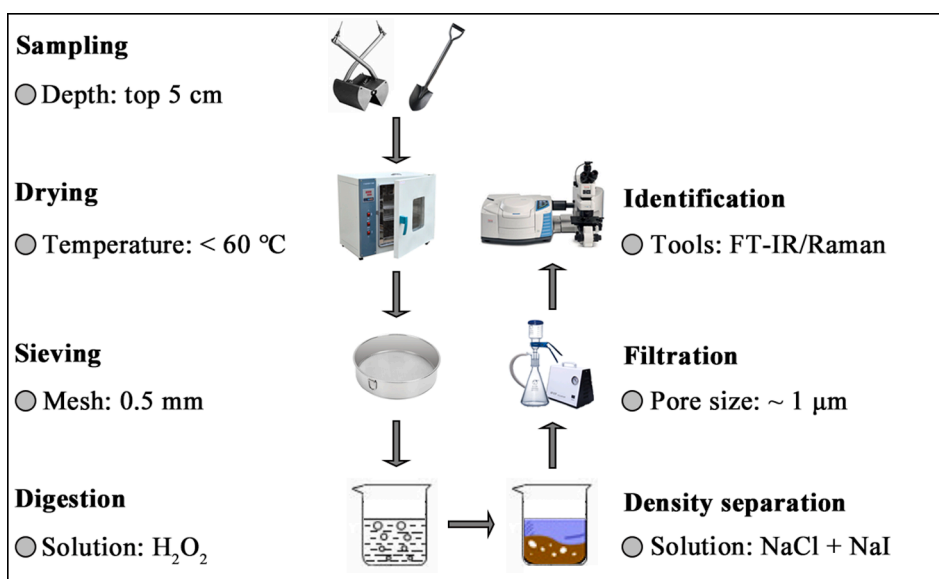 Sampling
Depth: top 5 cm
Drying
Temperature: < 60 ℃
Sieving
Mesh: 0.5 mm
Digestion
Solution: H₂O₂
Identification
Tools: FT-IR/Raman
Filtration
Pore size: ~ 1 μm
Density separation
Solution: NaCl + NaI